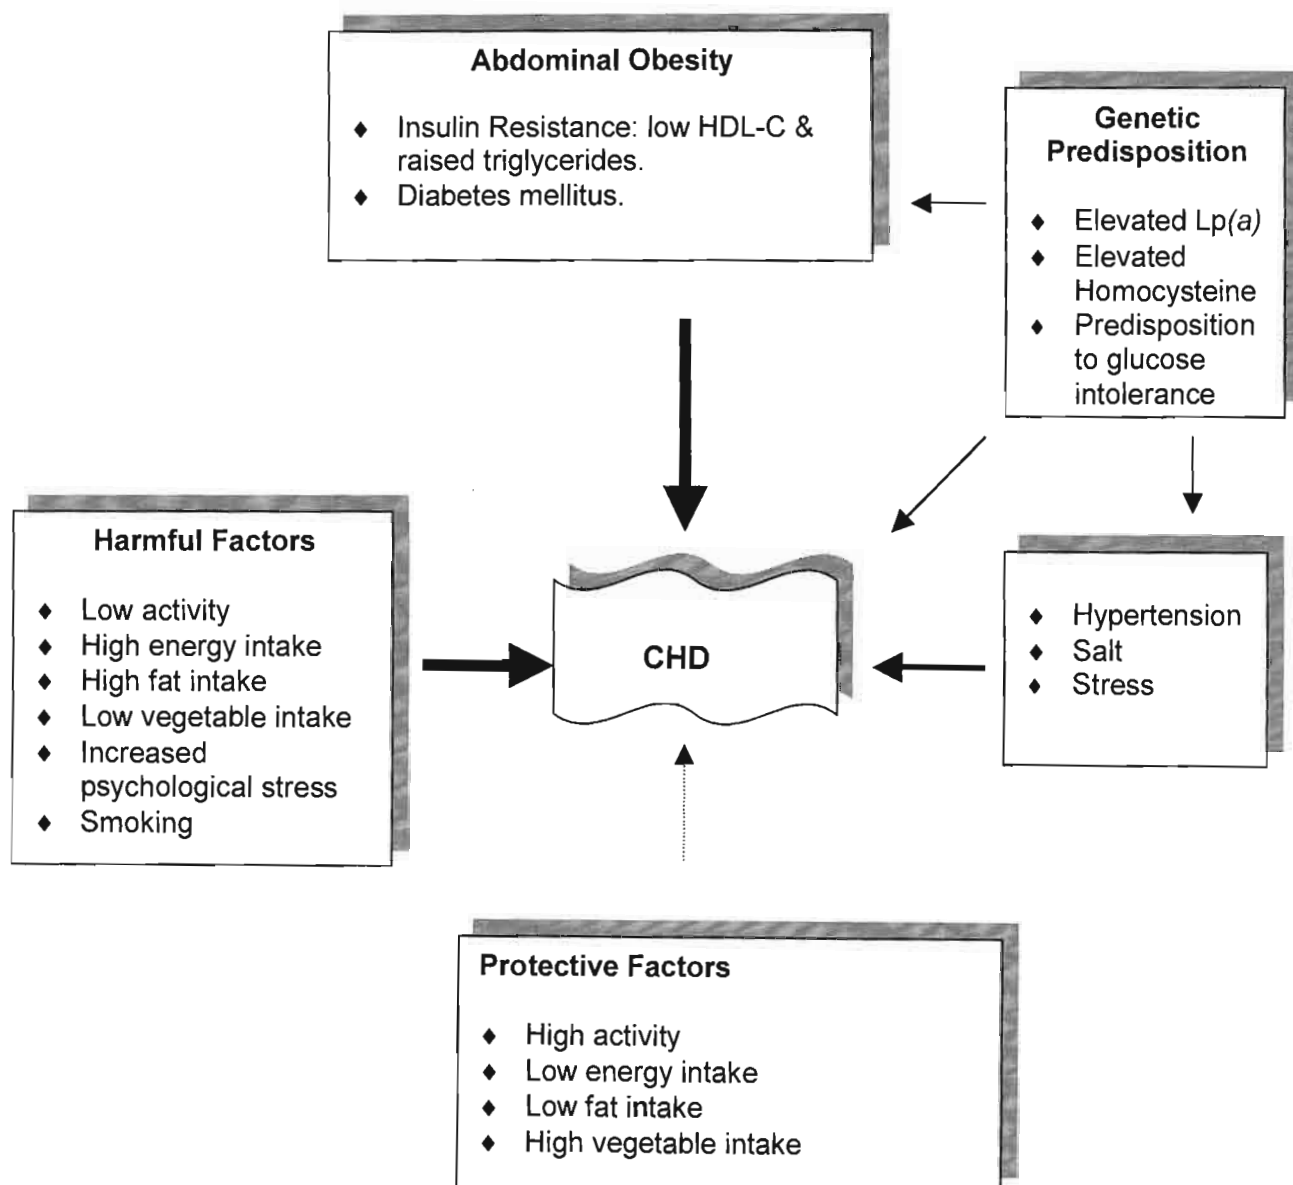 Abdominal Obesity
♦ Insulin Resistance: low HDL-C &
raised triglycerides.
♦ Diabetes mellitus.
Genetic
Predisposition
♦ Elevated Lp(a)
♦ Elevated
Homocysteine
♦ Predisposition
to glucose
intolerance
Harmful Factors
♦ Low activity
♦ High energy intake
♦ High fat intake
♦ Low vegetable intake
♦ Increased
psychological stress
♦ Smoking
CHD
♦ Hypertension
♦ Salt
♦ Stress
Protective Factors
♦ High activity
♦ Low energy intake
♦ Low fat intake
♦ High vegetable intake